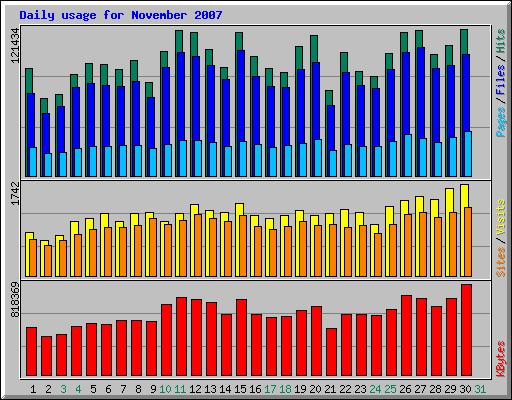 Daily usage for November 2007
121434
Pages / Files / Hits
1742
Sites / Visits
818369
KBytes
1 2 3 4 5 6 7 8 9 10 11 12 13 14 15 16 17 18 19 20 21 22 23 24 25 26 27 28 29 30 31